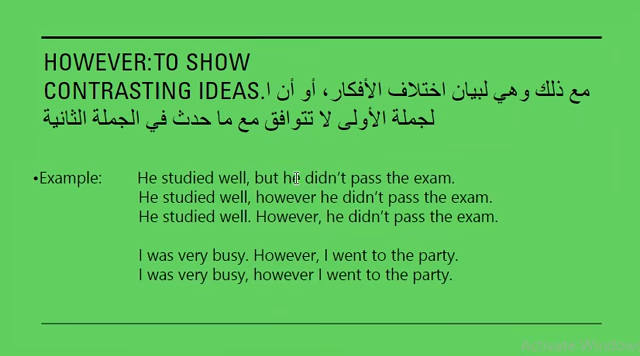 HOWEVER:TO SHOW
CONTRASTING IDEAS.مع ذلك وهي لبيان اختلاف الأفكار، أو أن ا
لجملة الأولى لا تتوافق مع ما حدث في الجملة الثانية
•Example: He studied well, but he didn't pass the exam.
He studied well, however he didn't pass the exam.
He studied well. However, he didn't pass the exam.
I was very busy. However, I went to the party.
I was very busy, however I went to the party.